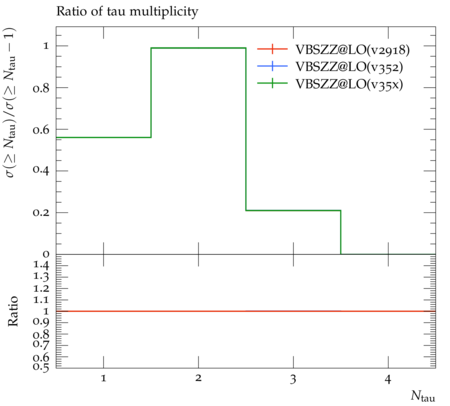 Ratio of tau multiplicity
σ(≥ Ntau)/σ(≥ Ntau − 1)
VBSZZ@LO(v2918)
VBSZZ@LO(v352)
VBSZZ@LO(v35x)
1
0.8
0.6
0.4
0.2
0
Ratio
1.4
1.3
1.2
1.1
1
0.9
0.8
0.7
0.6
0.5
1 2 3 4
Ntau